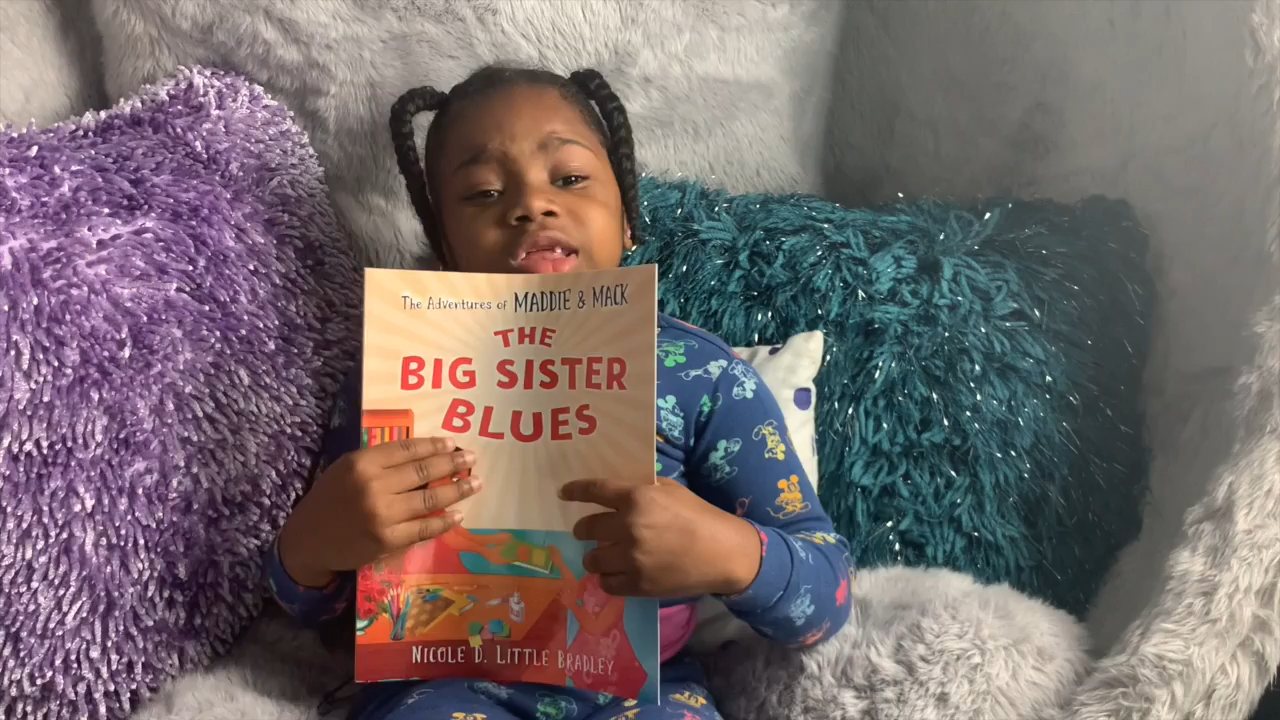 The Adventures of MADDIE & MACK
THE
BIG SISTER
BLUES
NICOLE D. LITTLE BRADLEY